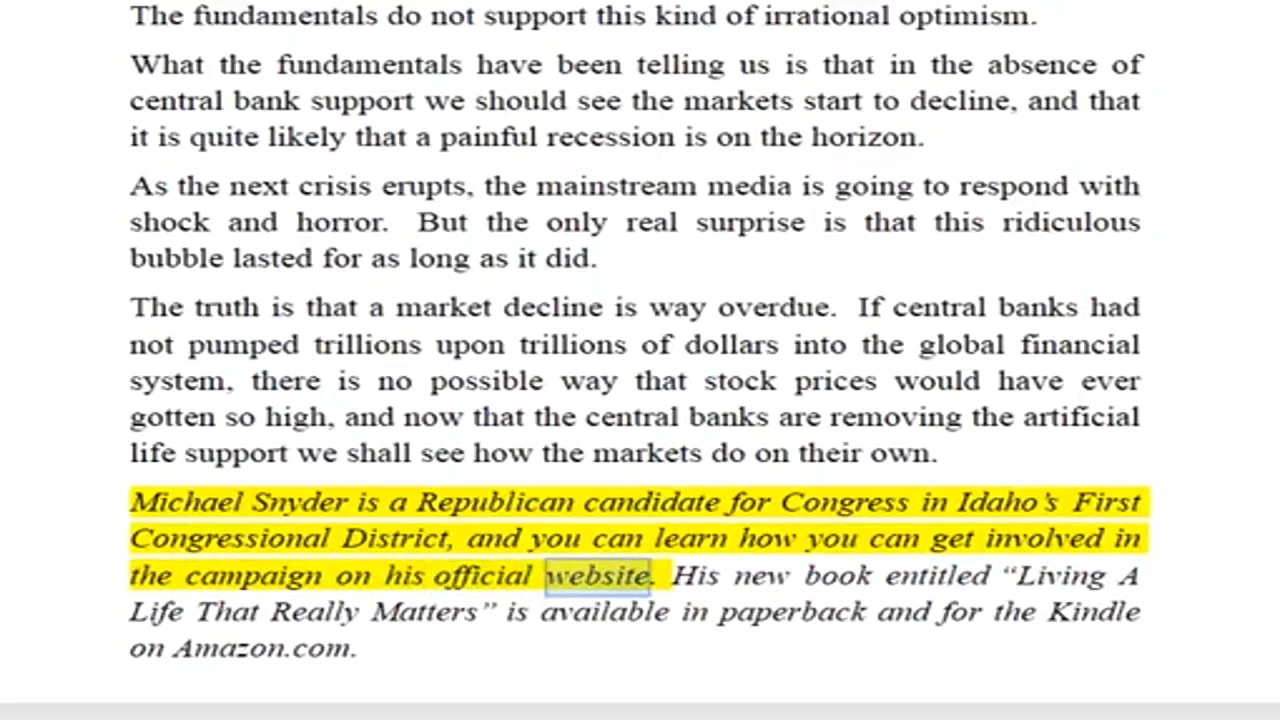 The fundamentals do not support this kind of irrational optimism.
What the fundamentals have been telling us is that in the absence of
central bank support we should see the markets start to decline, and that
it is quite likely that a painful recession is on the horizon.
As the next crisis erupts, the mainstream media is going to respond with
shock and horror. But the only real surprise is that this ridiculous
bubble lasted for as long as it did.
The truth is that a market decline is way overdue. If central banks had
not pumped trillions upon trillions of dollars into the global financial
system, there is no possible way that stock prices would have ever
gotten so high, and now that the central banks are removing the artificial
life support we shall see how the markets do on their own.
Michael Snyder is a Republican candidate for Congress in Idaho’s First
Congressional District, and you can learn how you can get involved in
the campaign on his official website. His new book entitled “Living A
Life That Really Matters” is available in paperback and for the Kindle
on Amazon.com.